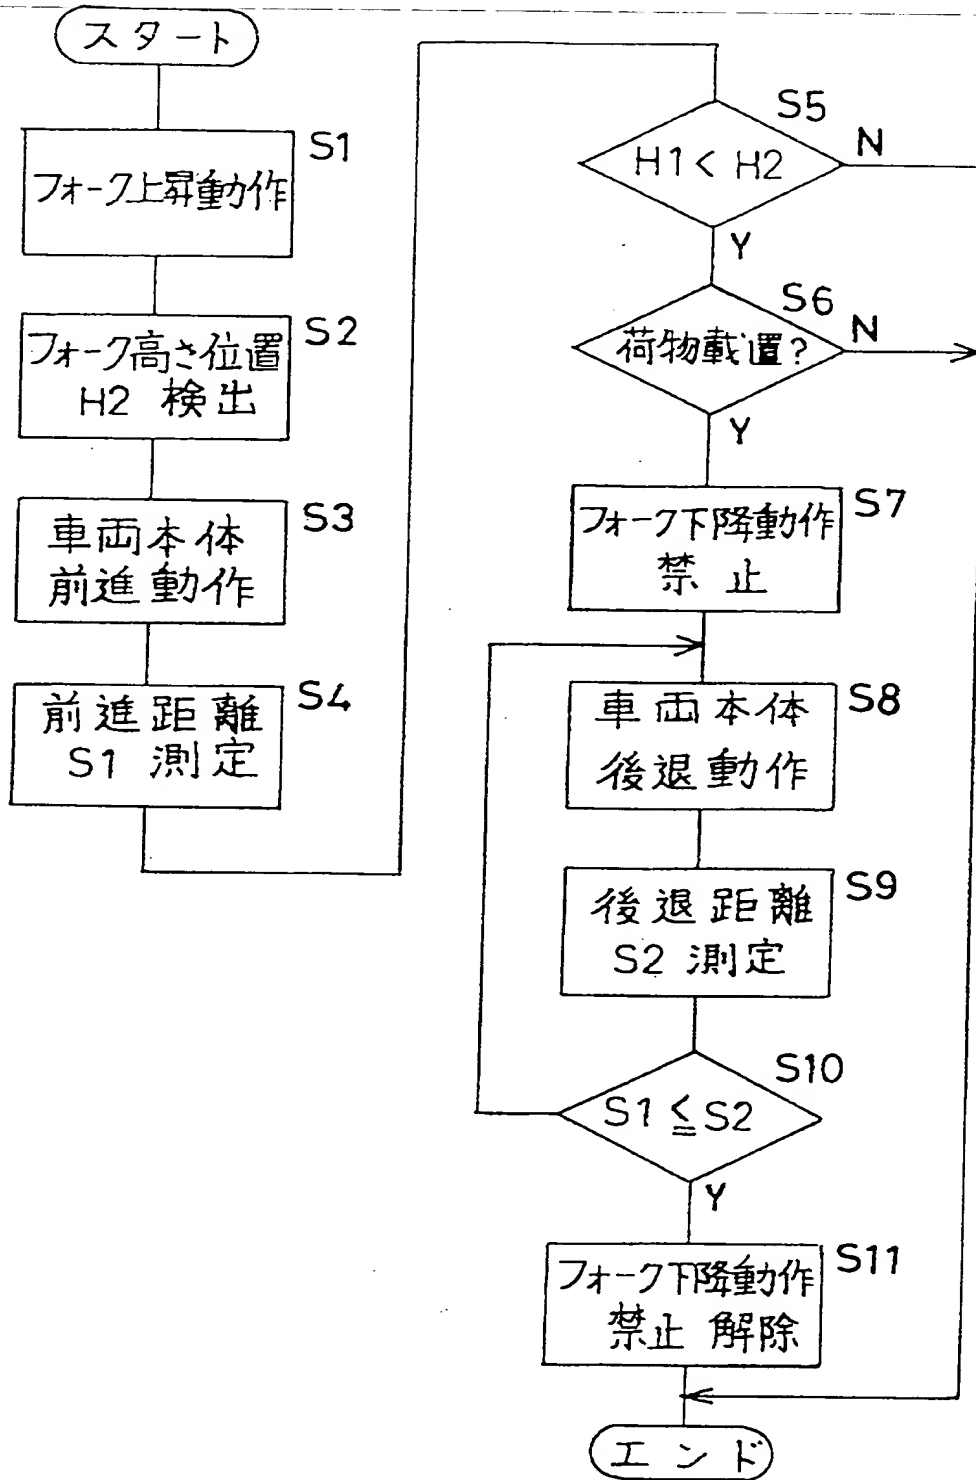 スタート
S1
フォーク上昇動作
S2
フォーク高さ位置
H2 検出
S3
車両本体
前進動作
S4
前進距離
S1 測定
S5
H1 < H2
N
Y
S6
荷物載置?
N
Y
S7
フォーク下降動作
禁止
S8
車両本体
後退動作
S9
後退距離
S2 測定
S10
S1 ≦ S2
Y
S11
フォーク下降動作
禁止 解除
エンド